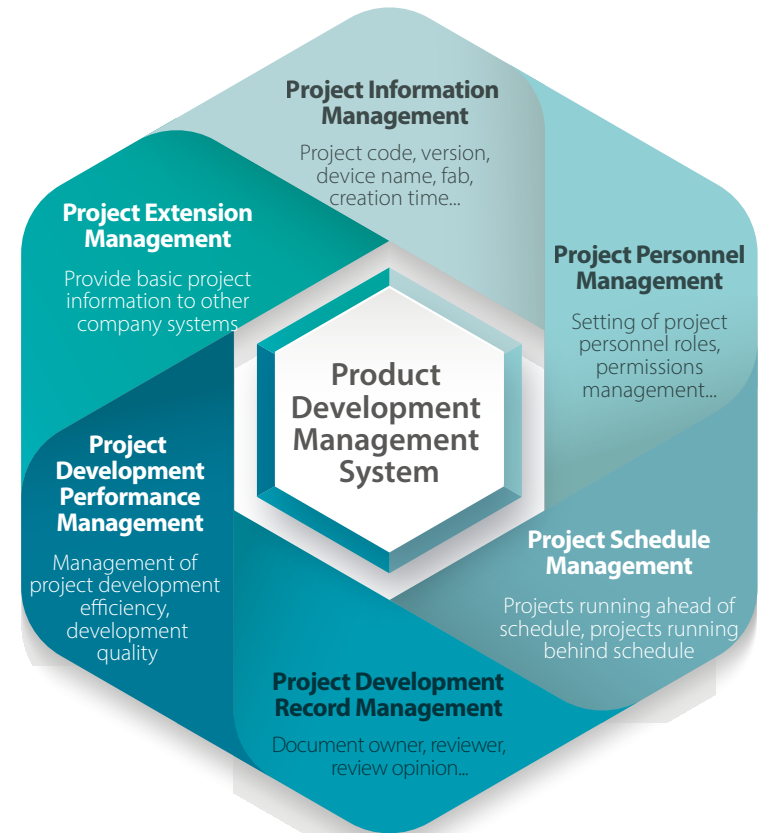 Project Information
Management
Project code, version,
device name, fab,
creation time...
Project Extension
Management
Provide basic project
information to other
company systems
Project Personnel
Management
Setting of project
personnel roles,
permissions
management...
Product
Development
Management
System
Project
Development
Performance
Management
Management of
project development
efficiency,
development
quality
Project Schedule
Management
Projects running ahead of
schedule, projects running
behind schedule
Project Development
Record Management
Document owner, reviewer,
review opinion...